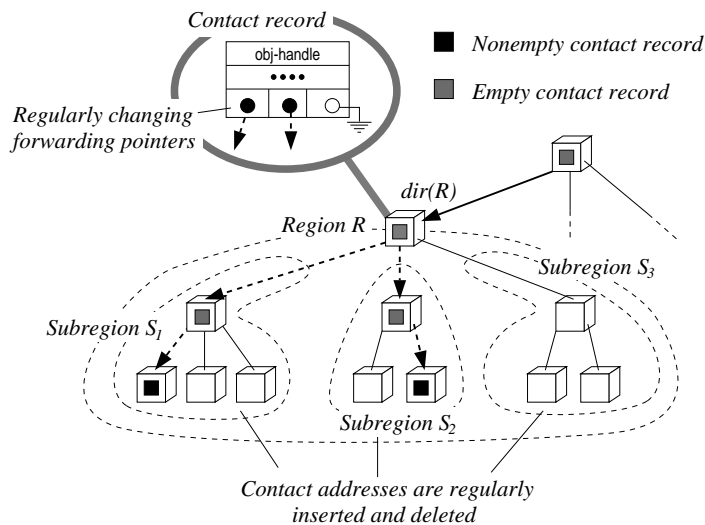 Contact record
obj-handle
Nonempty contact record
Empty contact record
Regularly changing
forwarding pointers
dir(R)
Region R
Subregion S3
Subregion S1
Subregion S2
Contact addresses are regularly
inserted and deleted